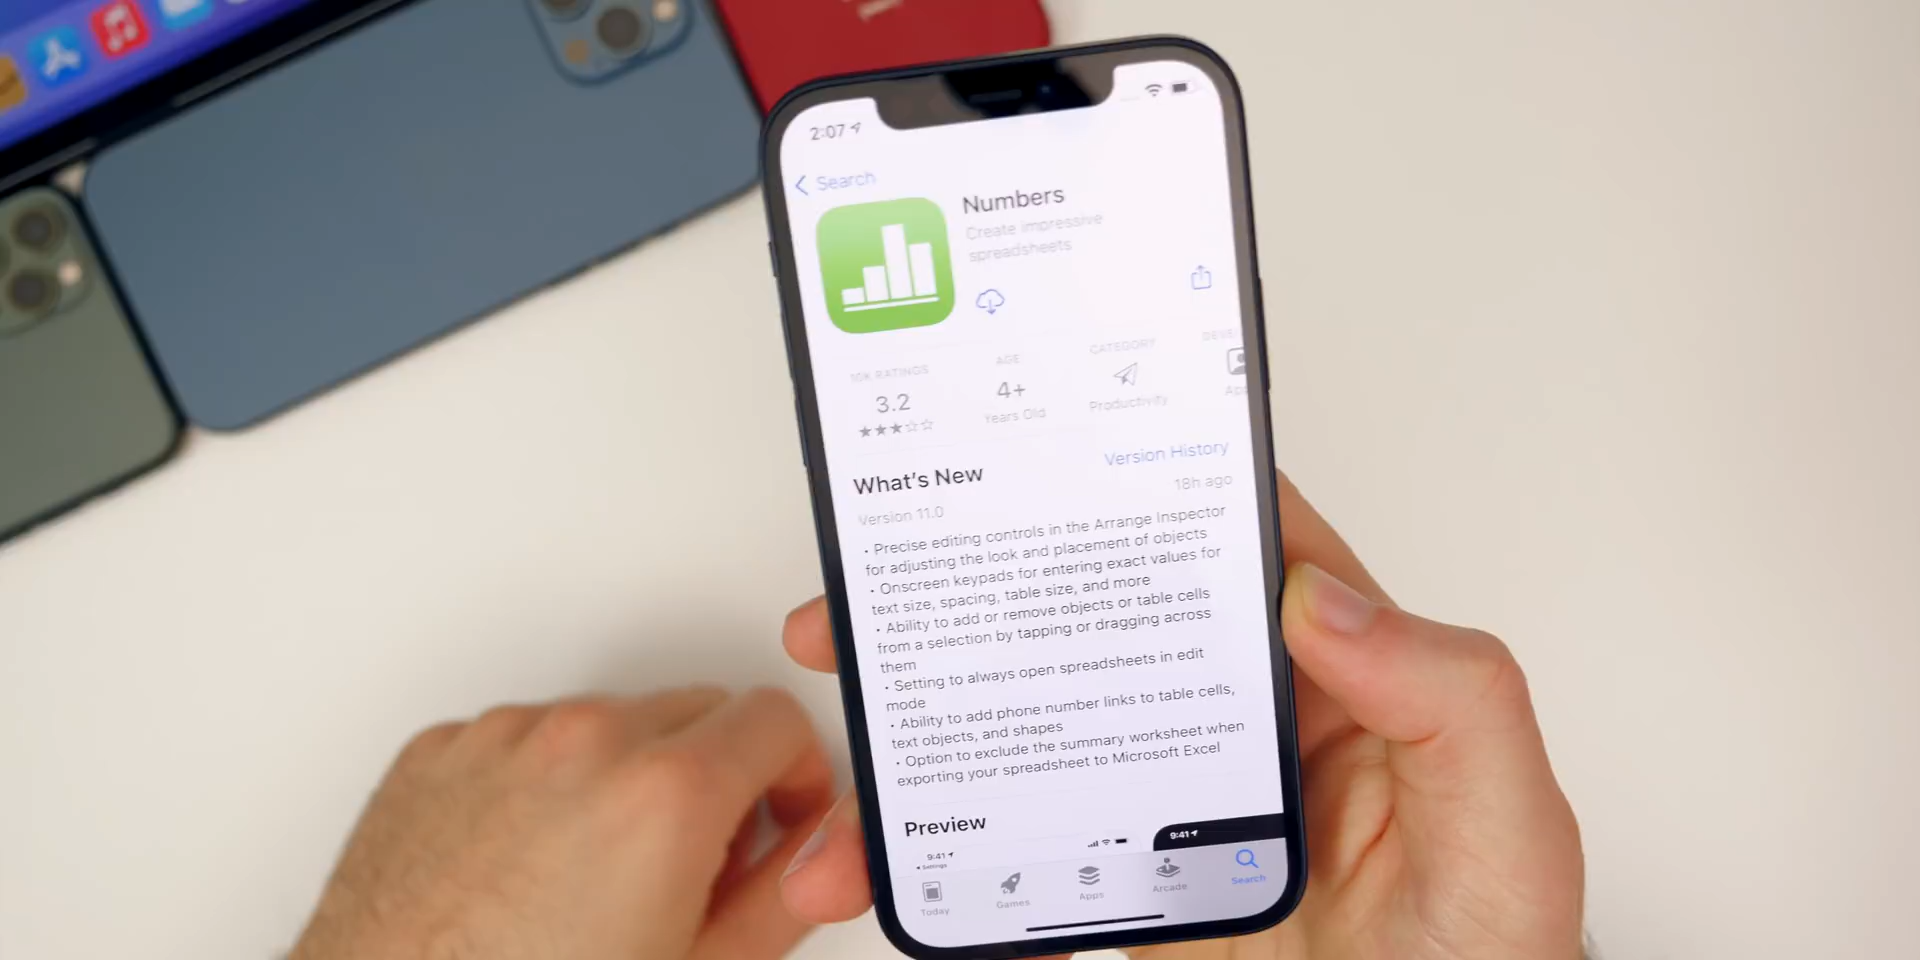 2:07
Search
Numbers
Create impressive
spreadsheets
10K RATINGS
3.2
★★★☆☆
AGE
4+
Years Old
CATEGORY
Productivity
What's New
Version History
Version 11.0
18h ago
• Precise editing controls in the Arrange Inspector
for adjusting the look and placement of objects
• Onscreen keypads for entering exact values for
text size, spacing, table size, and more
• Ability to add or remove objects or table cells
from a selection by tapping or dragging across
them
• Setting to always open spreadsheets in edit
mode
• Ability to add phone number links to table cells,
text objects, and shapes
• Option to exclude the summary worksheet when
exporting your spreadsheet to Microsoft Excel
Preview
9:41
Settings
9:41
Today
Games
Apps
Arcade
Search